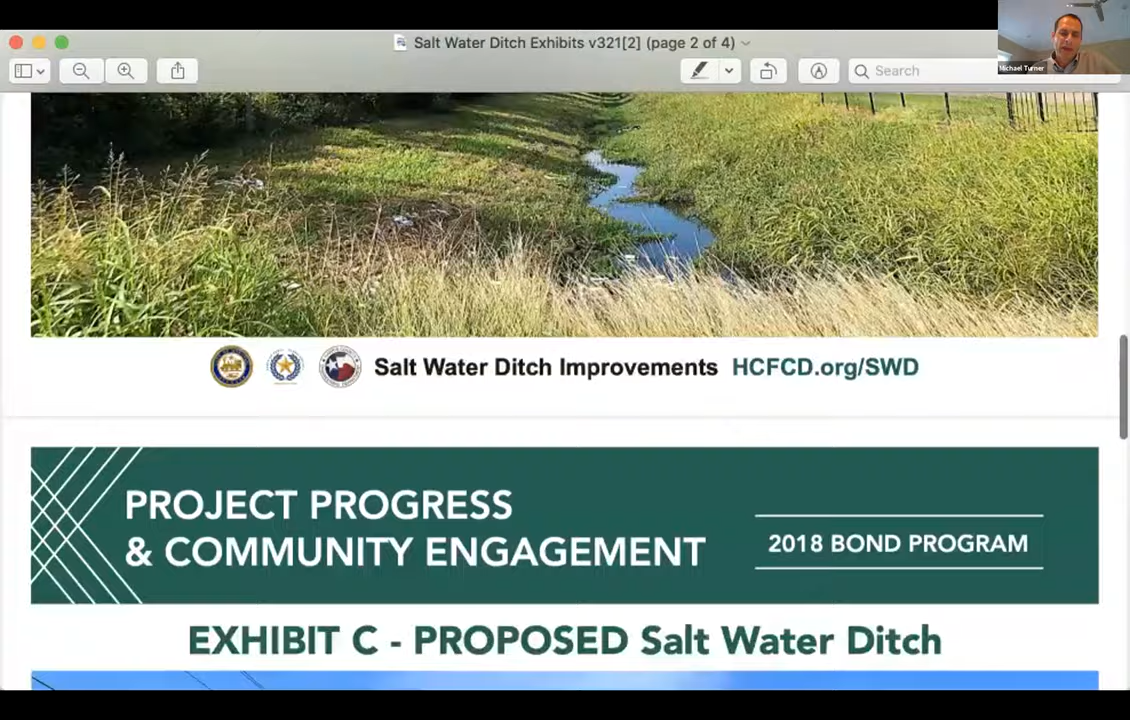 Salt Water Ditch Exhibits v321[2] (page 2 of 4)
Search
Michael Turner
Salt Water Ditch Improvements HCFCD.org/SWD
PROJECT PROGRESS
& COMMUNITY ENGAGEMENT
2018 BOND PROGRAM
EXHIBIT C - PROPOSED Salt Water Ditch